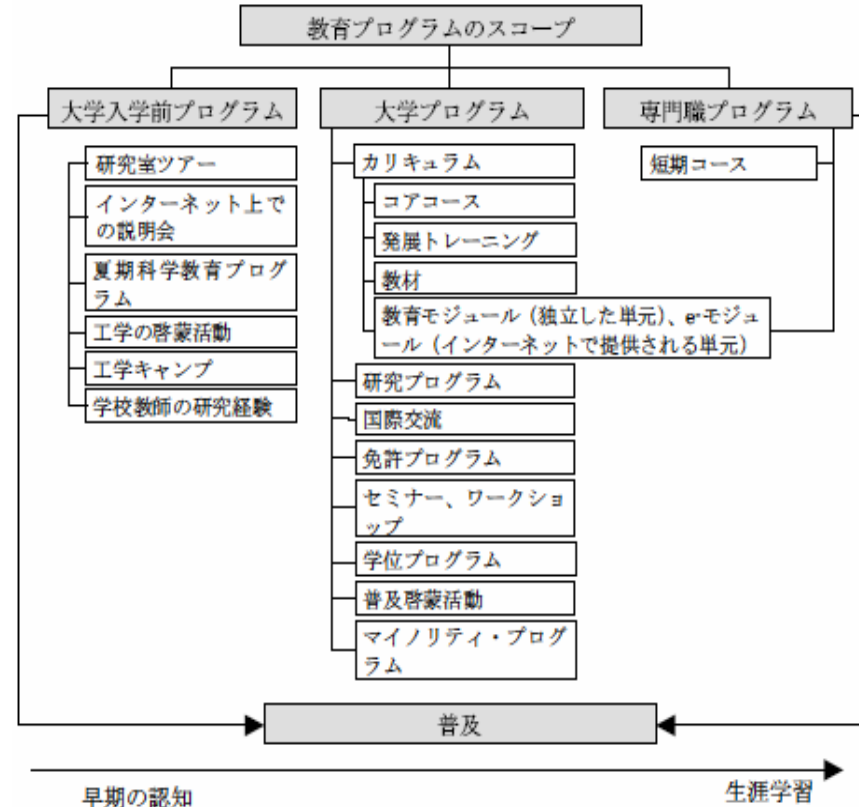 教育プログラムのスコープ
大学入学前プログラム
研究室ツアー
インターネット上で
の説明会
夏期科学教育プログ
ラム
工学の啓蒙活動
工学キャンプ
学校教師の研究経験
大学プログラム
カリキュラム
コアコース
発展トレーニング
教材
教育モジュール（独立した単元）、e-モジュ
ール（インターネットで提供される単元）
研究プログラム
国際交流
免許プログラム
セミナー、ワークショ
ップ
学位プログラム
普及啓蒙活動
マイノリティ・プログ
ラム
専門職プログラム
短期コース
普及
早期の認知
生涯学習